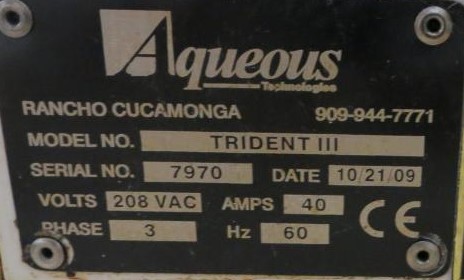 Aqueous
Technologies
RANCHO CUCAMONGA 909-944-7771
MODEL NO. TRIDENT III
SERIAL NO. 7970 DATE 10/21/09
VOLTS 208 VAC AMPS 40
PHASE 3 Hz 60 CE